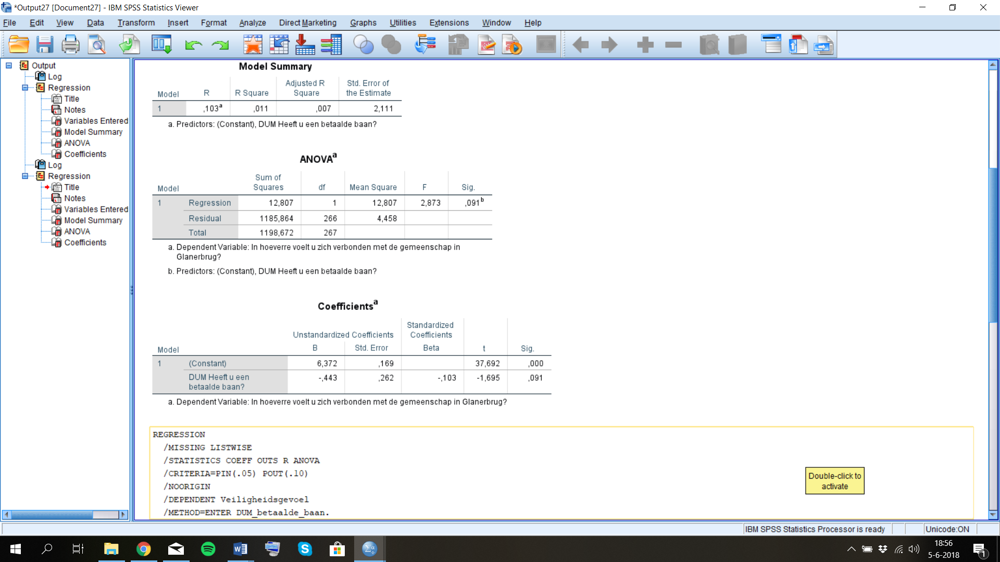 *Output27 [Document27] - IBM SPSS Statistics Viewer
File Edit View Data Transform Insert Format Analyze Direct Marketing Graphs Utilities Extensions Window Help
Output
Log
Regression
Title
Notes
Variables Entered
Model Summary
ANOVA
Coefficients
Log
Regression
Title
Notes
Variables Entered
Model Summary
ANOVA
Coefficients
Model Summary
Model R R Square Adjusted R Square Std. Error of the Estimate
1 ,103a ,011 ,007 2,111
a. Predictors: (Constant), DUM Heeft u een betaalde baan?
ANOVAa
Model Sum of Squares df Mean Square F Sig.
1 Regression 12,807 1 12,807 2,873 ,091b
Residual 1185,864 266 4,458
Total 1198,672 267
a. Dependent Variable: In hoeverre voelt u zich verbonden met de gemeenschap in
Glanerbrug?
b. Predictors: (Constant), DUM Heeft u een betaalde baan?
Coefficientsa
Unstandardized Coefficients Standardized Coefficients
Model B Std. Error Beta t Sig.
1 (Constant) 6,372 ,169 37,692 ,000
DUM Heeft u een betaalde baan? -,443 ,262 -,103 -1,695 ,091
a. Dependent Variable: In hoeverre voelt u zich verbonden met de gemeenschap in Glanerbrug?
REGRESSION
/MISSING LISTWISE
/STATISTICS COEFF OUTS R ANOVA
/CRITERIA=PIN(.05) POUT(.10)
/NOORIGIN
/DEPENDENT Veiligheidsgevoel
/METHOD=ENTER DUM_betaalde_baan.
Double-click to
activate
IBM SPSS Statistics Processor is ready Unicode:ON
18:56
5-6-2018
1